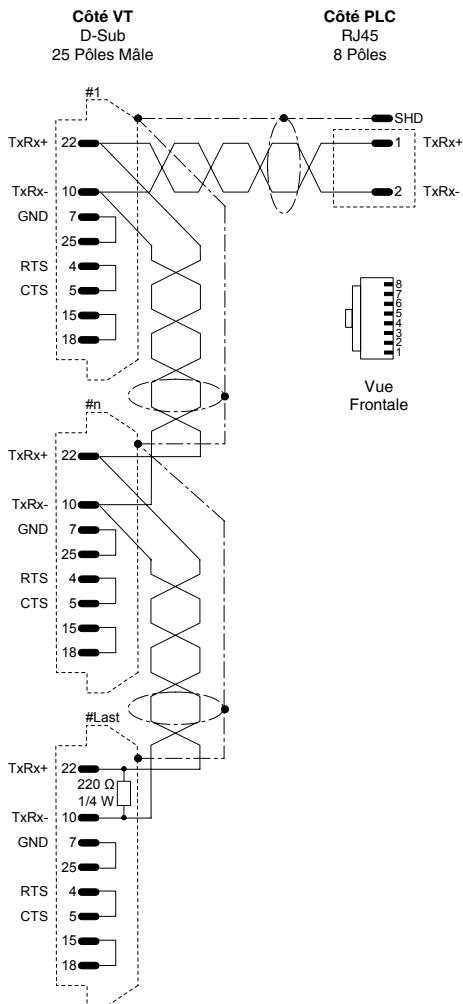 Côté VT
D-Sub
25 Pôles Mâle
Côté PLC
RJ45
8 Pôles
#1
SHD
TxRx+ 22
1 TxRx+
TxRx- 10
2 TxRx-
GND 7
25
RTS 4
CTS 5
15
18
8
7
6
5
4
3
2
1
Vue
Frontale
#n
TxRx+ 22
TxRx- 10
GND 7
25
RTS 4
CTS 5
15
18
#Last
TxRx+ 22
220 Ω
1/4 W
TxRx- 10
GND 7
25
RTS 4
CTS 5
15
18